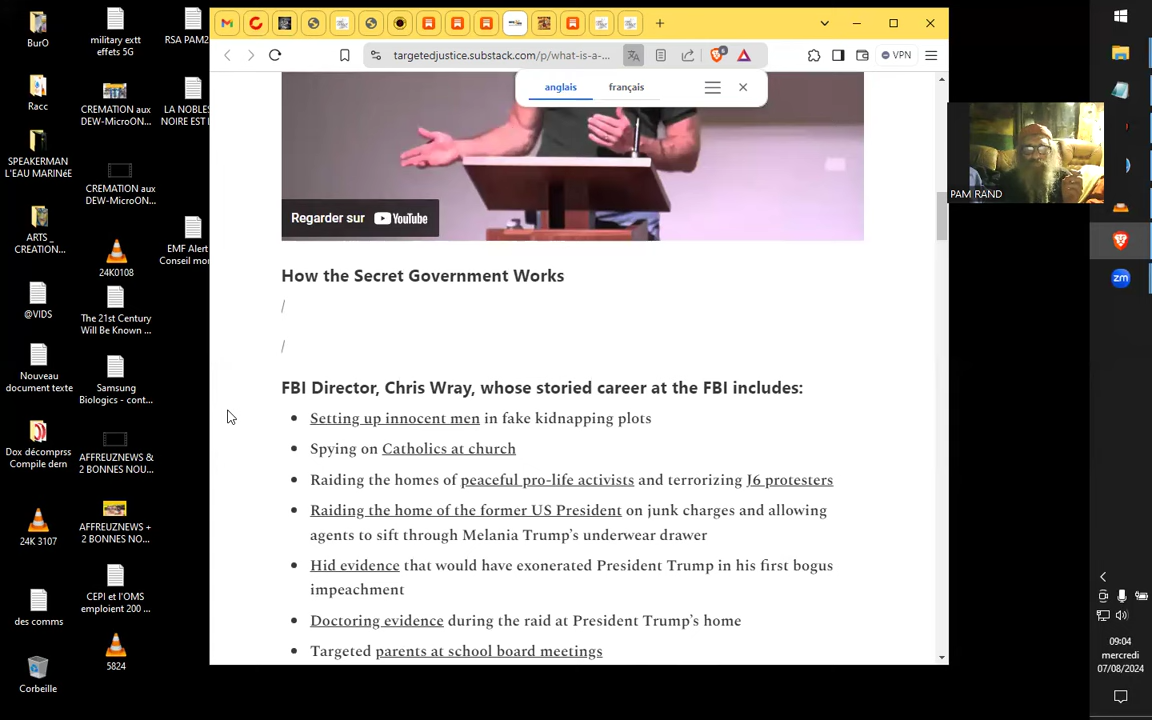 BurO
Racc
SPEAKERMAN
L'EAU MARINéE
ARTS _
CREATION...
@VIDS
Nouveau
document texte
Dox décomprss
Compile dern
24K 3107
des comms
Corbeille
military extt
effets 5G
CREMATION aux
DEW-MicroON...
CREMATION aux
DEW-MicroON...
24K0108
The 21st Century
Will Be Known ...
Samsung
Biologics - cont...
AFFREUZNEWS &
2 BONNES NOU...
AFFREUZNEWS +
2 BONNES NO...
CEPI et l'OMS
emploient 200 ...
5824
RSA PAM2
LA NOBLES
NOIRE EST
EMF Alert
Conseil mor
targetedjustice.substack.com/p/what-is-a-...
6
VPN
anglais
français
Regarder sur YouTube
How the Secret Government Works
/
/
FBI Director, Chris Wray, whose storied career at the FBI includes:
Setting up innocent men in fake kidnapping plots
Spying on Catholics at church
Raiding the homes of peaceful pro-life activists and terrorizing J6 protesters
Raiding the home of the former US President on junk charges and allowing
agents to sift through Melania Trump's underwear drawer
Hid evidence that would have exonerated President Trump in his first bogus
impeachment
Doctoring evidence during the raid at President Trump's home
Targeted parents at school board meetings
PAM RAND
zm
09:04
mercredi
07/08/2024